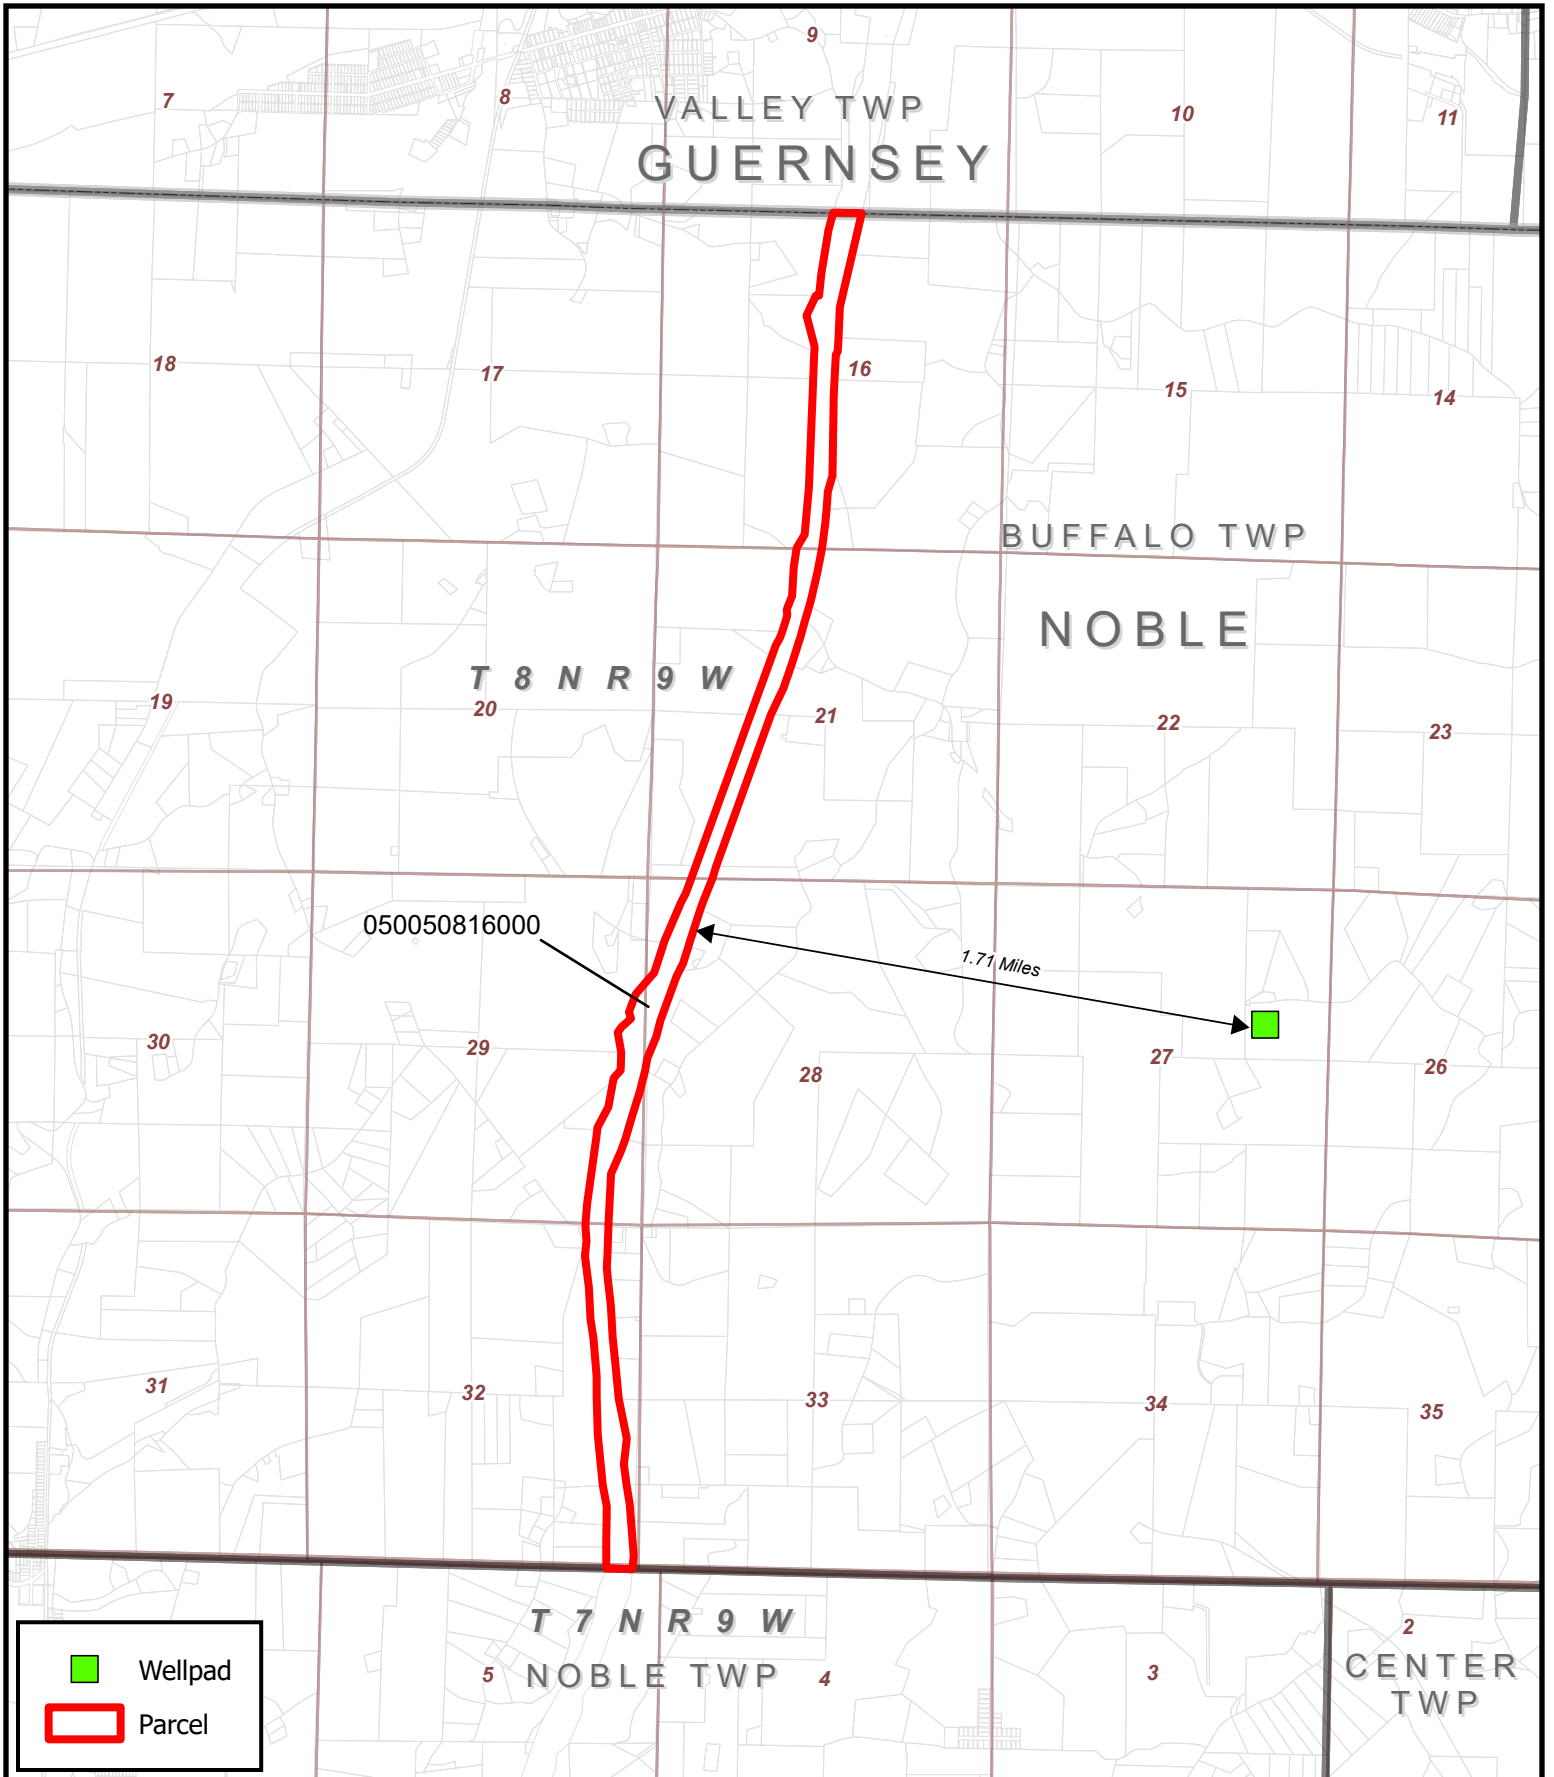 9
7
8
VALLEY TWP
10
11
GUERNSEY
18
17
16
15
14
BUFFALO TWP
NOBLE
T 8 N R 9 W
19
20
21
22
23
050050816000
1.71 Miles
30
29
28
27
26
31
32
33
34
35
T 7 N R 9 W
2
5
NOBLE TWP
4
3
CENTER
TWP
Wellpad
Parcel